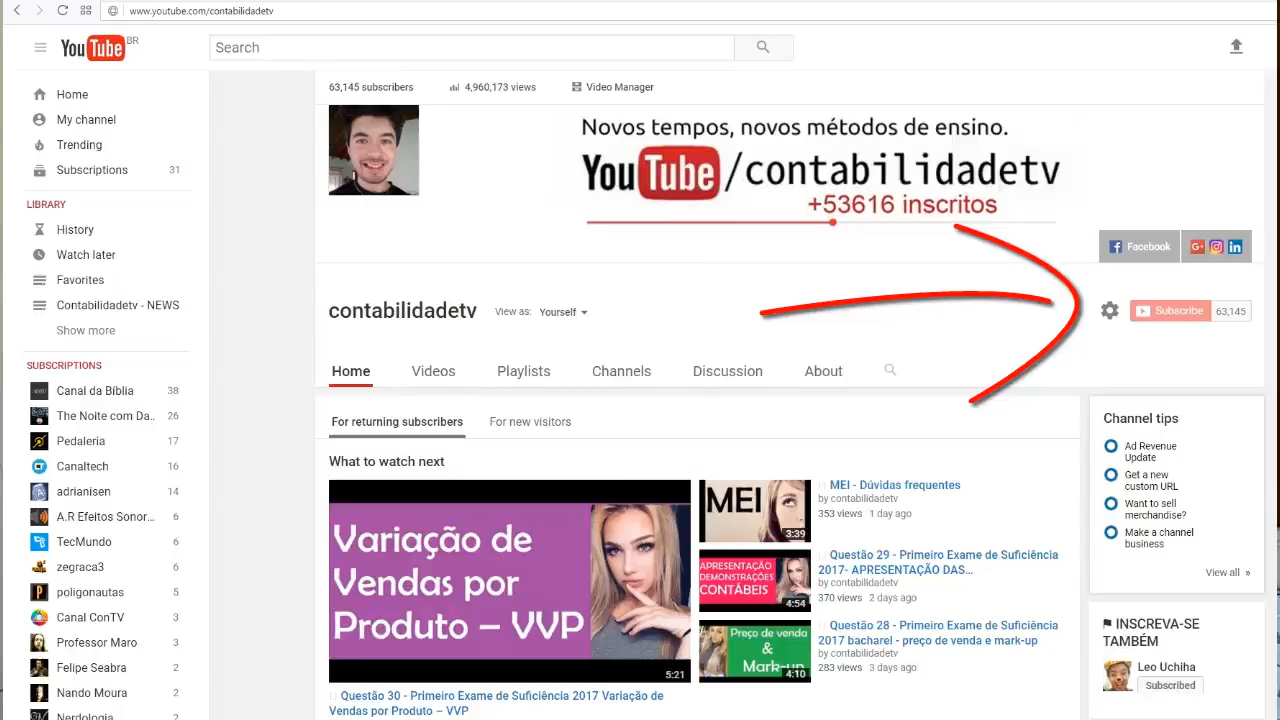 www.youtube.com/contabilidadetv
YouTube BR
Search
Home
My channel
Trending
Subscriptions 31
LIBRARY
History
Watch later
Favorites
Contabilidadetv - NEWS
Show more
SUBSCRIPTIONS
Canal da Bíblia 38
The Noite com Da.. 26
Pedaleria 17
Canaltech 16
adrianisen 14
A.R Efeitos Sonor... 6
TecMundo 6
zegraca3 6
poligonautas 5
Canal ConTV 3
Professor Maro 3
Felipe Seabra 2
Nando Moura 2
Nerdologia 2
63,145 subscribers
4,960,173 views
Video Manager
Novos tempos, novos métodos de ensino.
YouTube/contabilidadetv
+53616 inscritos
Facebook
contabilidadetv
View as: Yourself
Subscribe 63,145
Home
Videos
Playlists
Channels
Discussion
About
For returning subscribers
For new visitors
What to watch next
Variação de
Vendas por
Produto – VVP
5:21
Questão 30 - Primeiro Exame de Suficiência 2017 Variação de
Vendas por Produto – VVP
MEI
3:39
MEI - Dúvidas frequentes
by contabilidadetv
353 views 1 day ago
APRESENTAÇÃO
DEMONSTRAÇÕES
CONTÁBEIS
4:54
Questão 29 - Primeiro Exame de Suficiência
2017- APRESENTAÇÃO DAS...
by contabilidadetv
370 views 2 days ago
Preço de venda
&
Mark-up
4:10
Questão 28 - Primeiro Exame de Suficiência
2017 bacharel - preço de venda e mark-up
by contabilidadetv
283 views 3 days ago
Channel tips
Ad Revenue
Update
Get a new
custom URL
Want to sell
merchandise?
Make a channel
business
View all »
INSCREVA-SE
TAMBÉM
Leo Uchiha
Subscribed